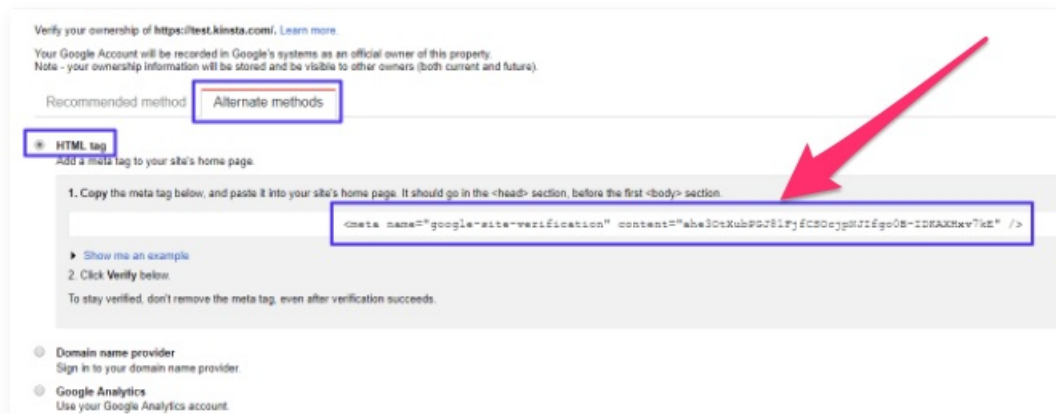 Verify your ownership of https://test.kinsta.com/. Learn more.
Your Google Account will be recorded in Google's systems as an official owner of this property.
Note - your ownership information will be stored and be visible to other owners (both current and future).
Recommended method Alternate methods
HTML tag
Add a meta tag to your site's home page.
1. Copy the meta tag below, and paste it into your site's home page. It should go in the <head> section, before the first <body> section.
<meta name="google-site-verification" content=" " />
Show me an example
2. Click Verify below.
To stay verified, don't remove the meta tag, even after verification succeeds.
Domain name provider
Sign in to your domain name provider.
Google Analytics
Use your Google Analytics account.